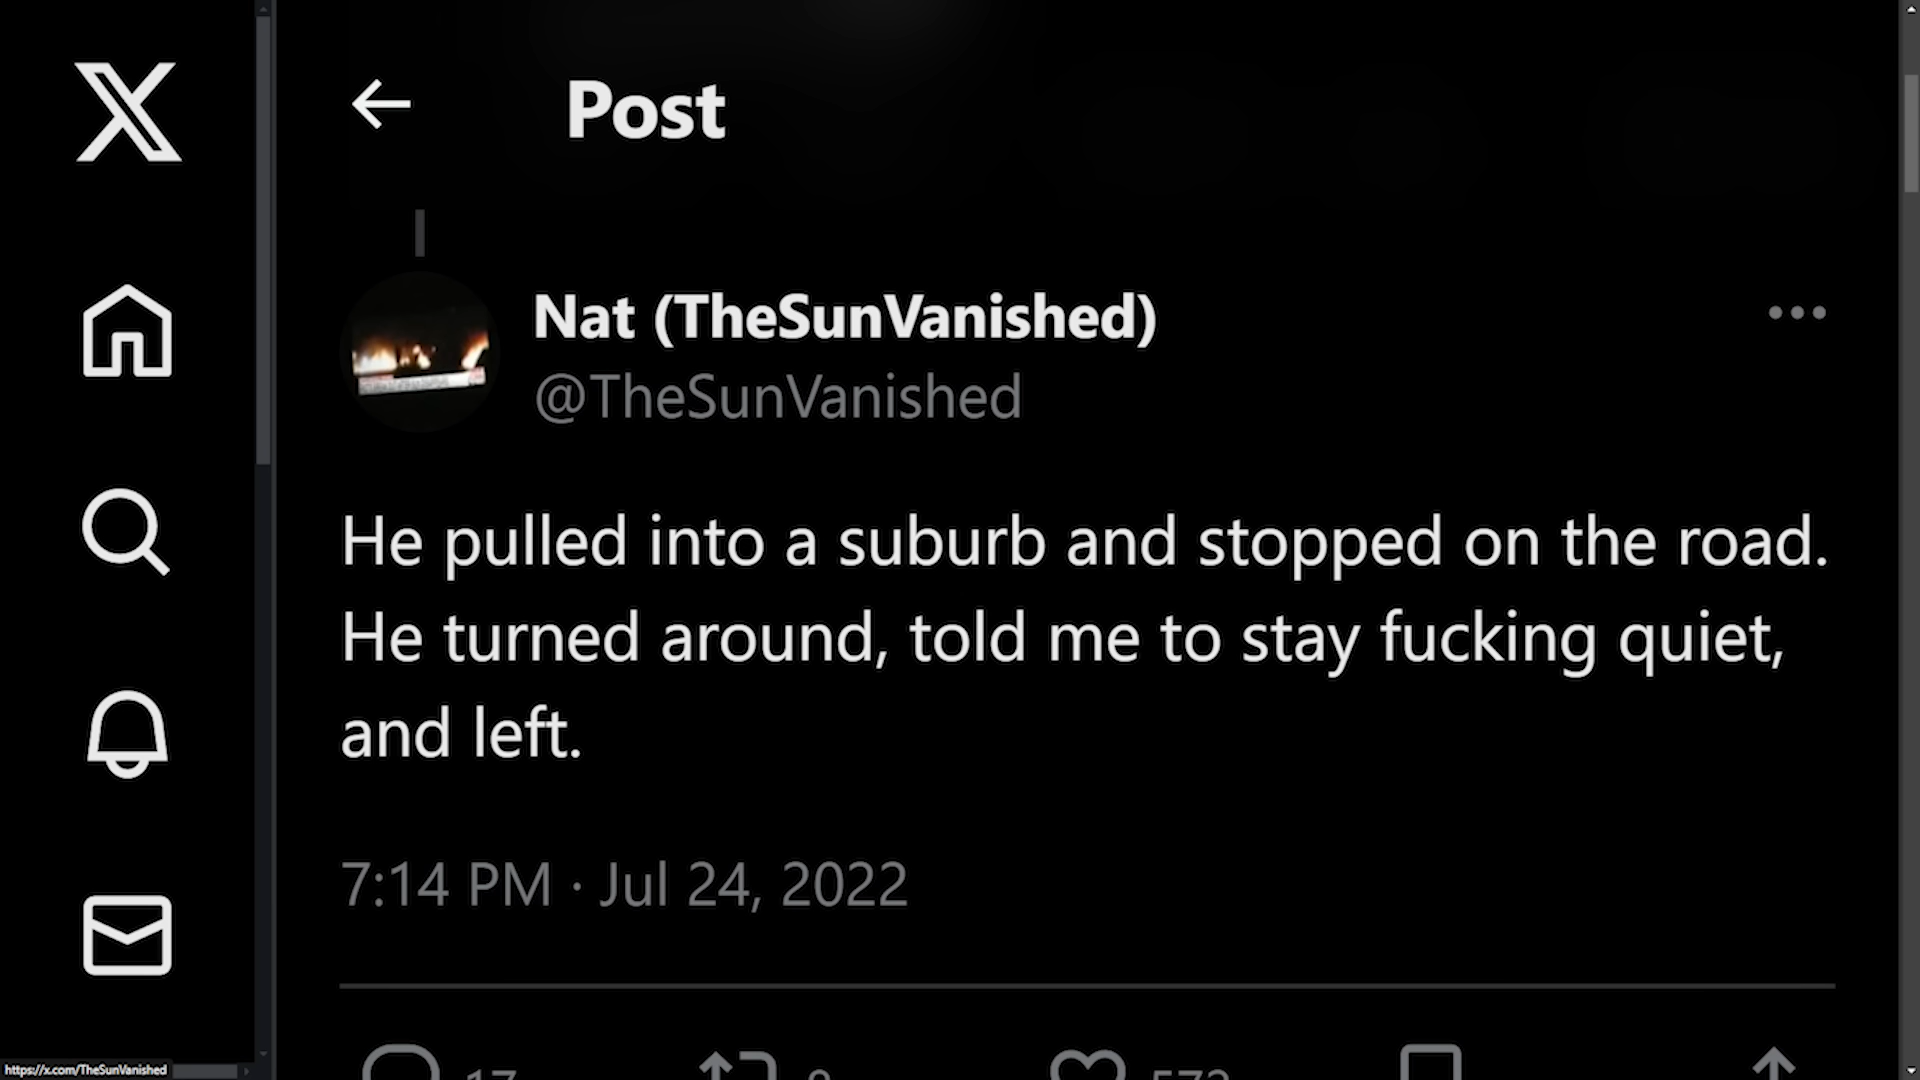 Post
Nat (TheSunVanished)
@TheSunVanished
He pulled into a suburb and stopped on the road.
He turned around, told me to stay fucking quiet,
and left.
7:14 PM · Jul 24, 2022
https://x.com/TheSunVanished